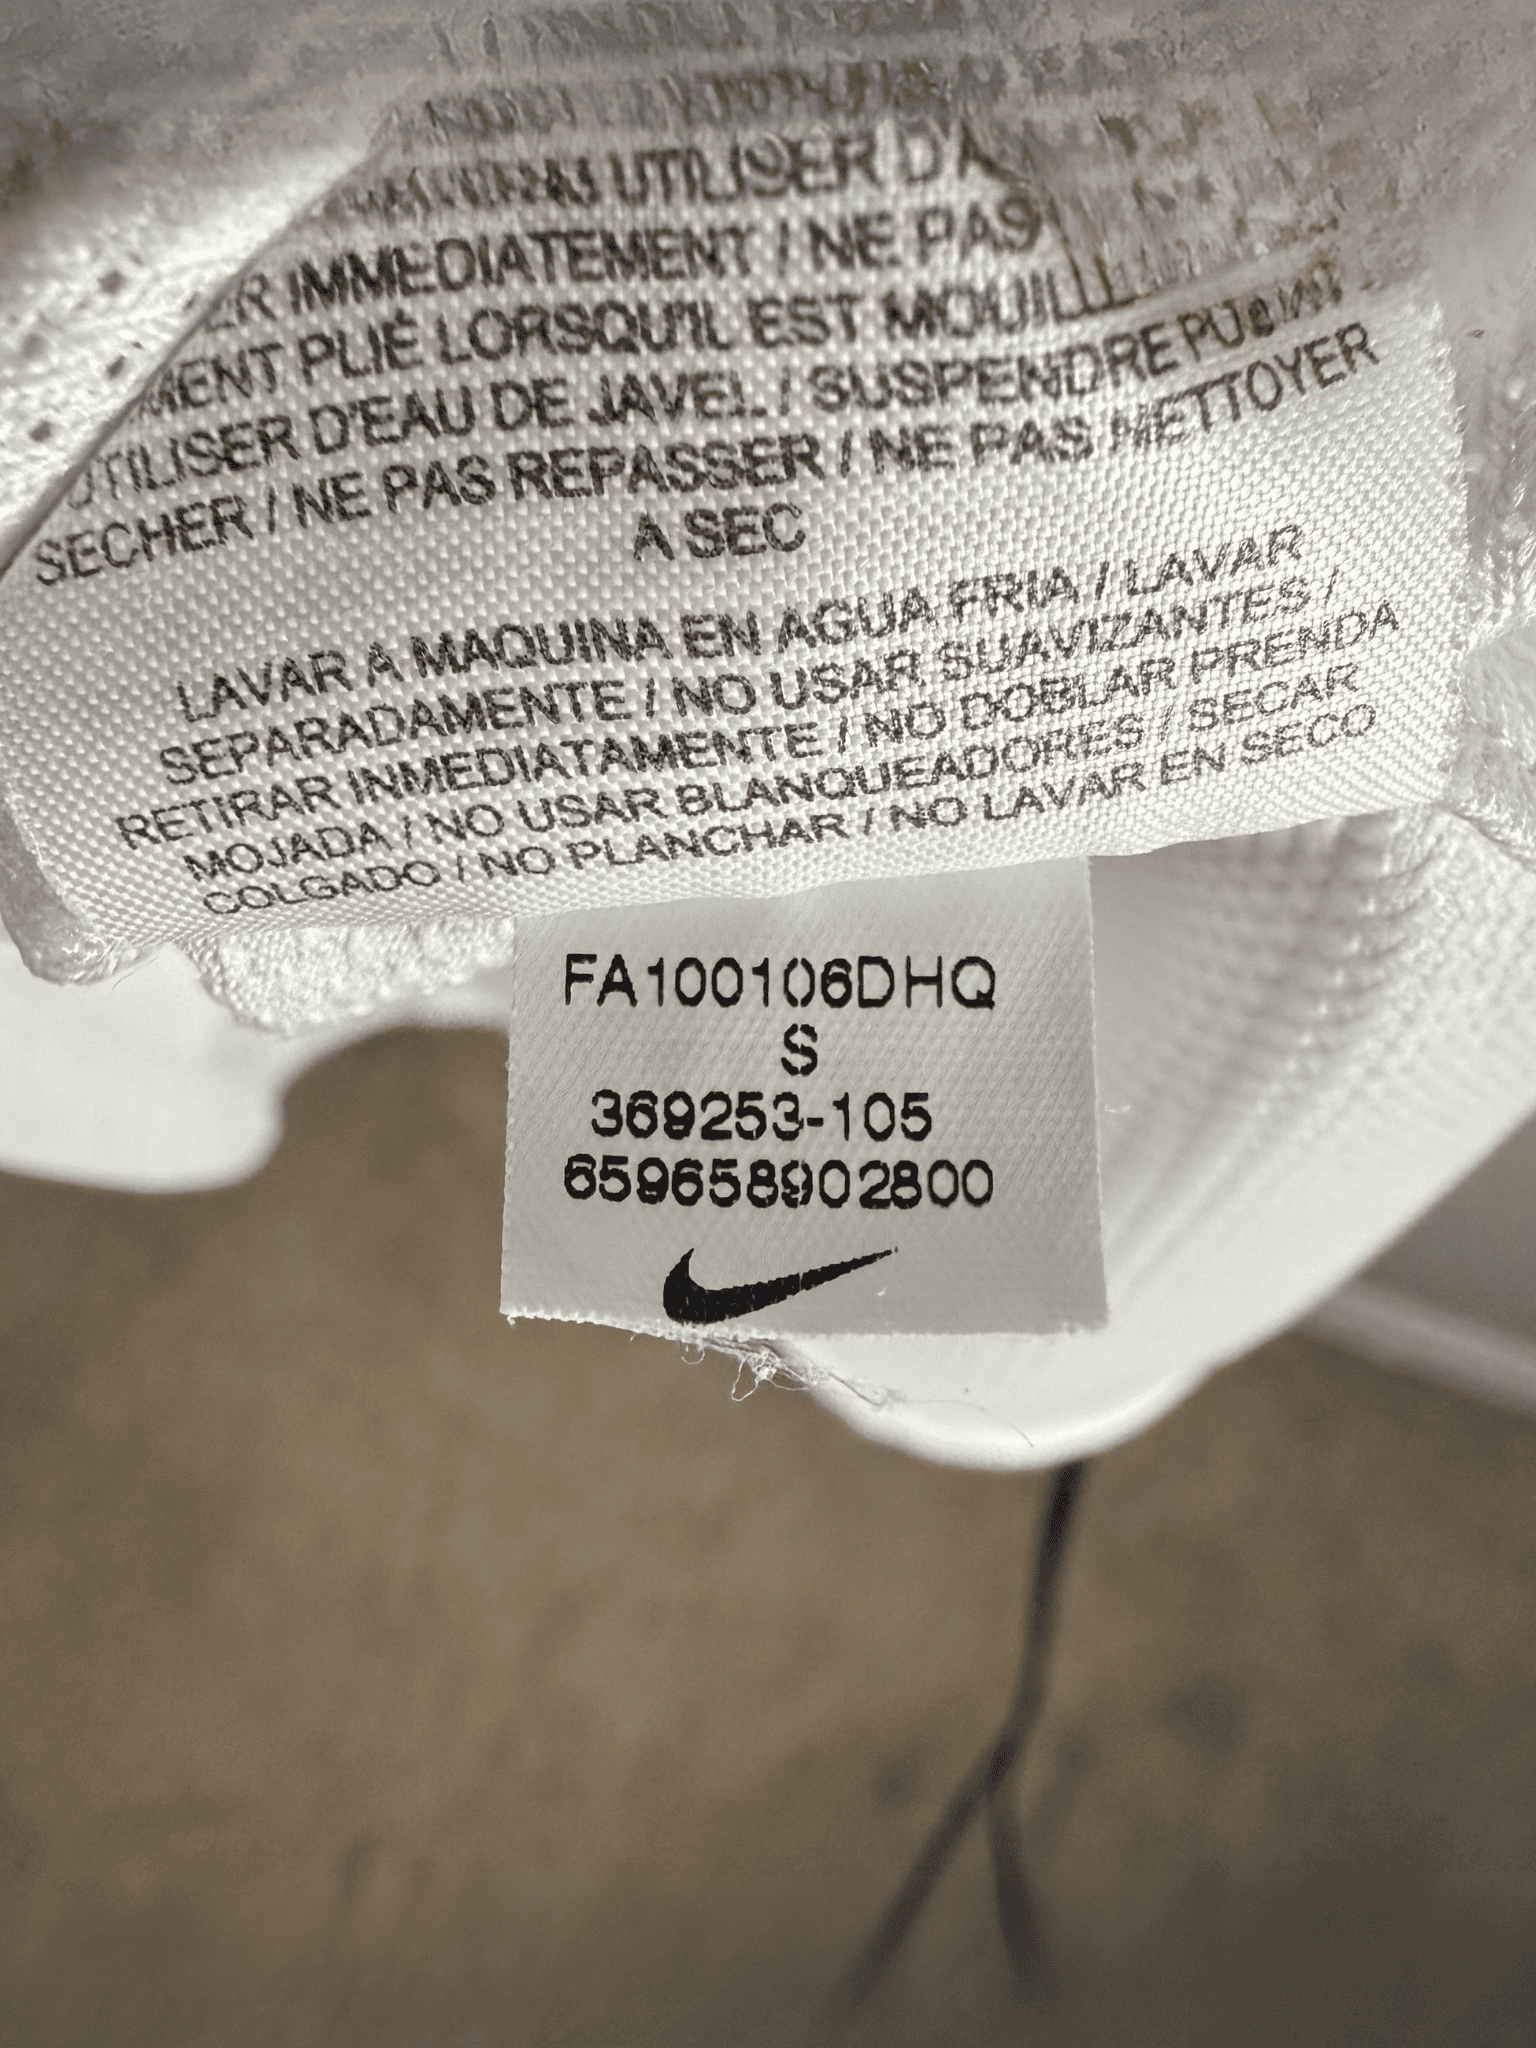 UTILISER
IMMEDIATEMENT / NE PAS
PLIÉ LORSQU'IL EST
UTILISER D'EAU DE JAVEL / SUSPENDRE
SECHER / NE PAS REPASSER / NE PAS NETTOYER
A SEC
LAVAR A MAQUINA EN AGUA FRIA / LAVAR
SEPARADAMENTE / NO USAR SUAVIZANTES /
RETIRAR INMEDIATAMENTE / NO DOBLAR PRENDA
MOJADA / NO USAR BLANQUEADORES / SECAR
COLGADO / NO PLANCHAR / NO LAVAR EN SECO
FA100106DHQ
S
369253-105
659658902800